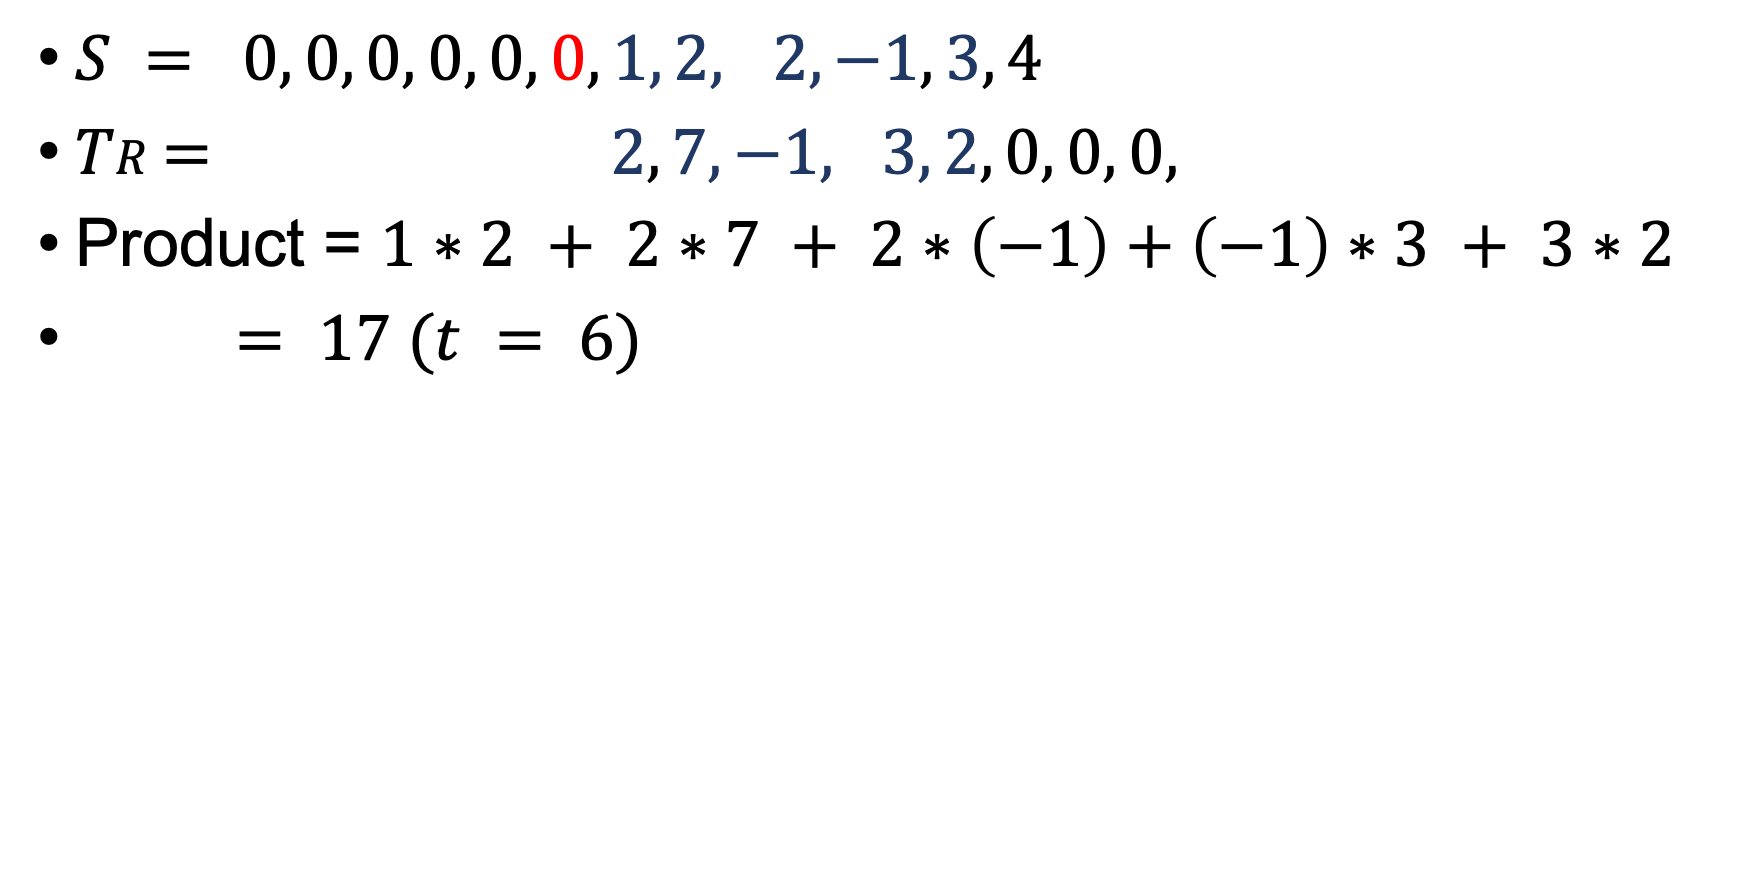 • S = 0, 0, 0, 0, 0, 0, 1, 2, 2, −1, 3, 4
• TR = 2, 7, −1, 3, 2, 0, 0, 0,
• Product = 1 ∗ 2 + 2 ∗ 7 + 2 ∗ (−1) + (−1) ∗ 3 + 3 ∗ 2
• = 17 (t = 6)